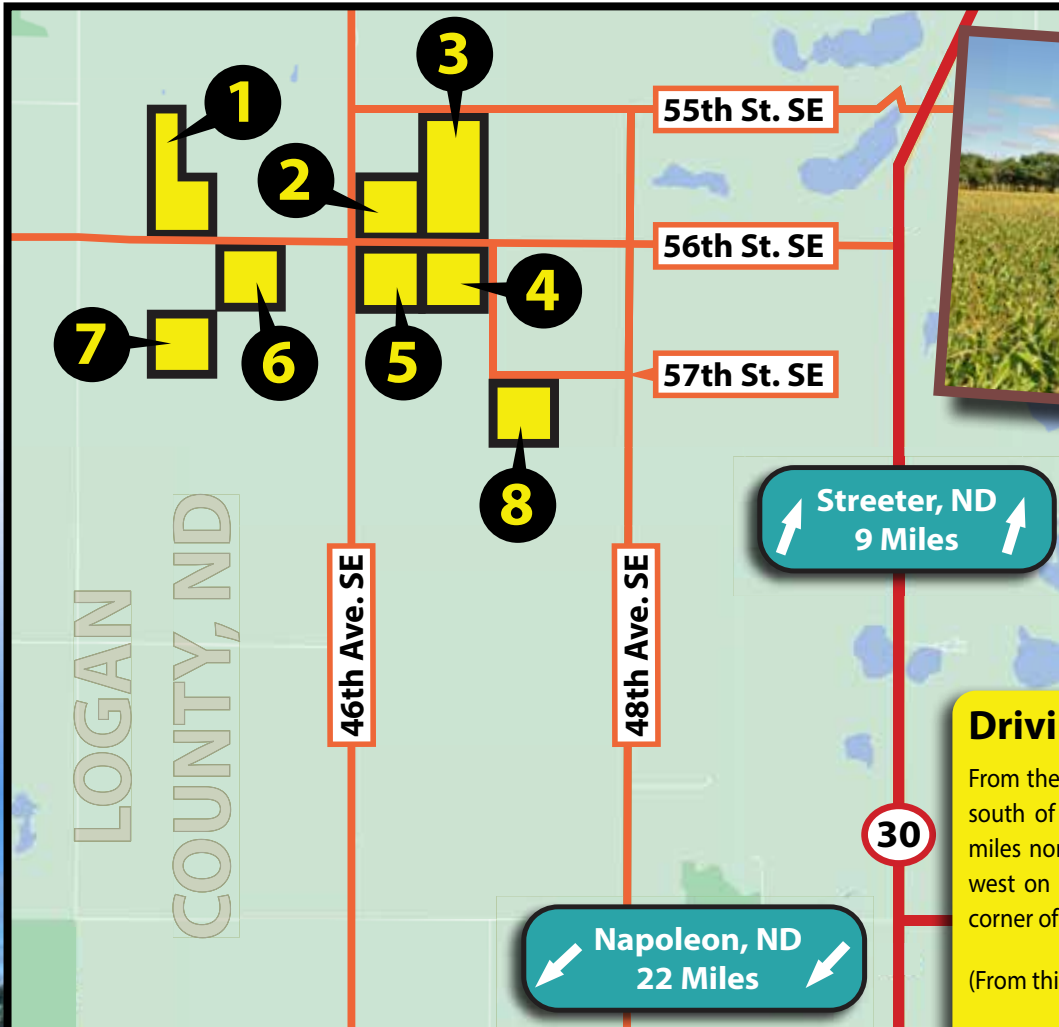 1
3
55th St. SE
2
56th St. SE
4
7
6
5
57th St. SE
8
Streeter, ND
9 Miles
46th Ave. SE
48th Ave. SE
LOGAN
COUNTY, ND
30
Napoleon, ND
22 Miles
Drivi
From the
south of
miles nor
west on
corner of
(From thi